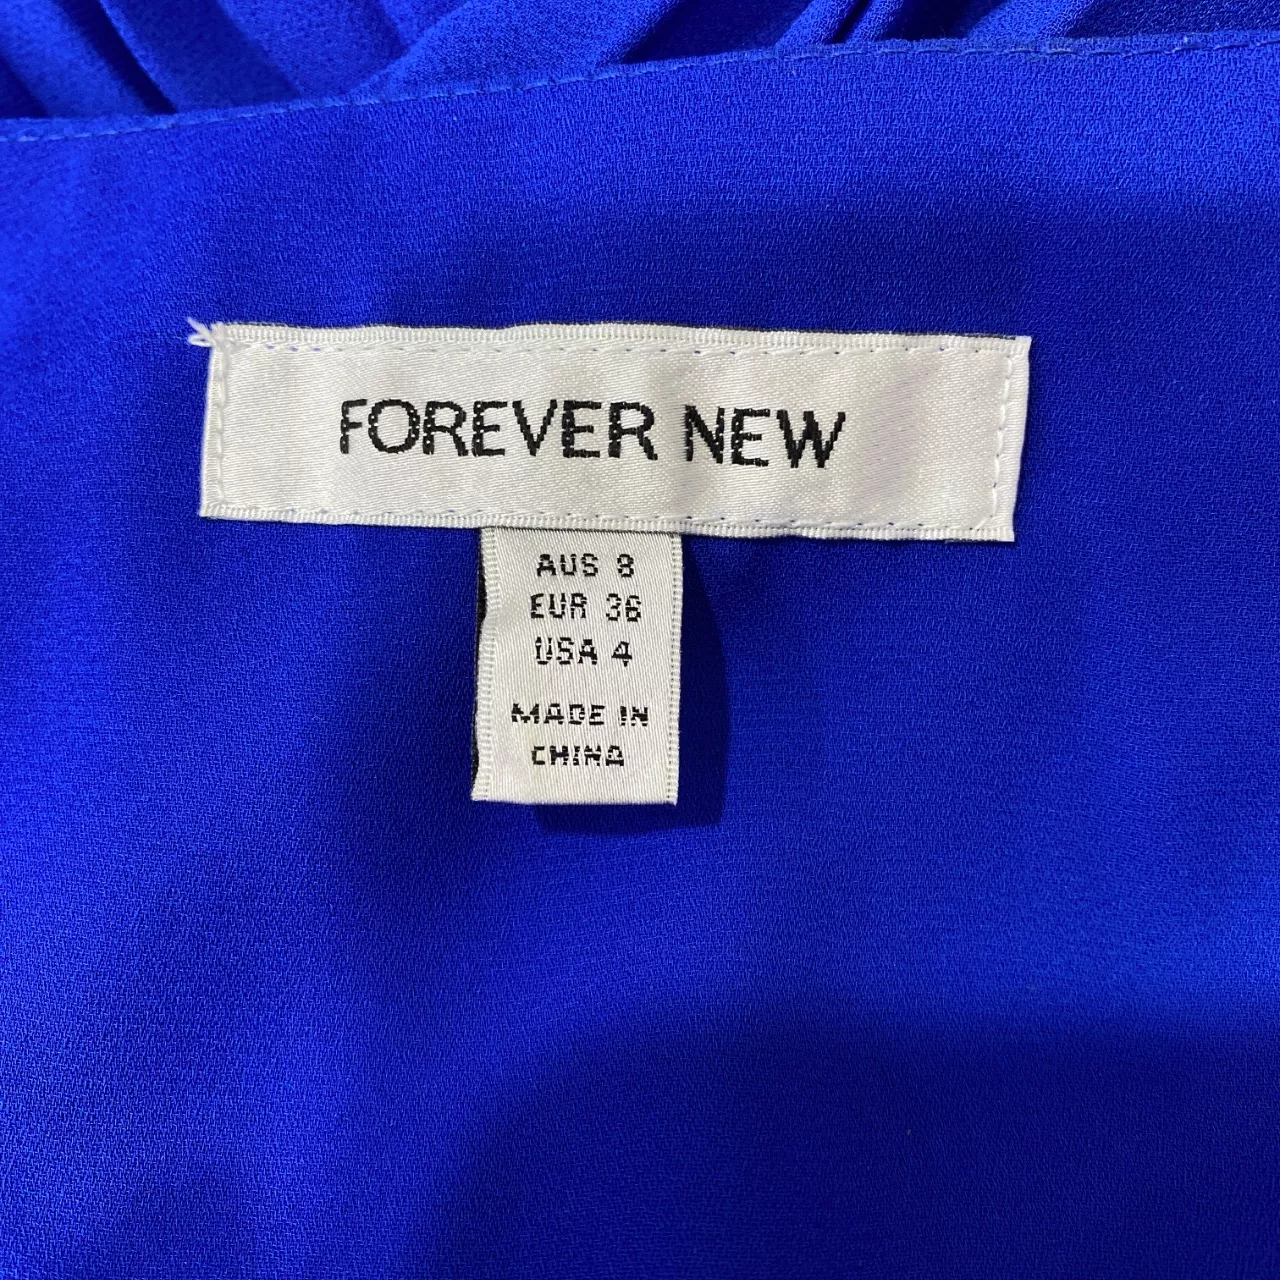 FOREVER NEW
AUS 8
EUR 36
USA 4
MADE IN
CHINA